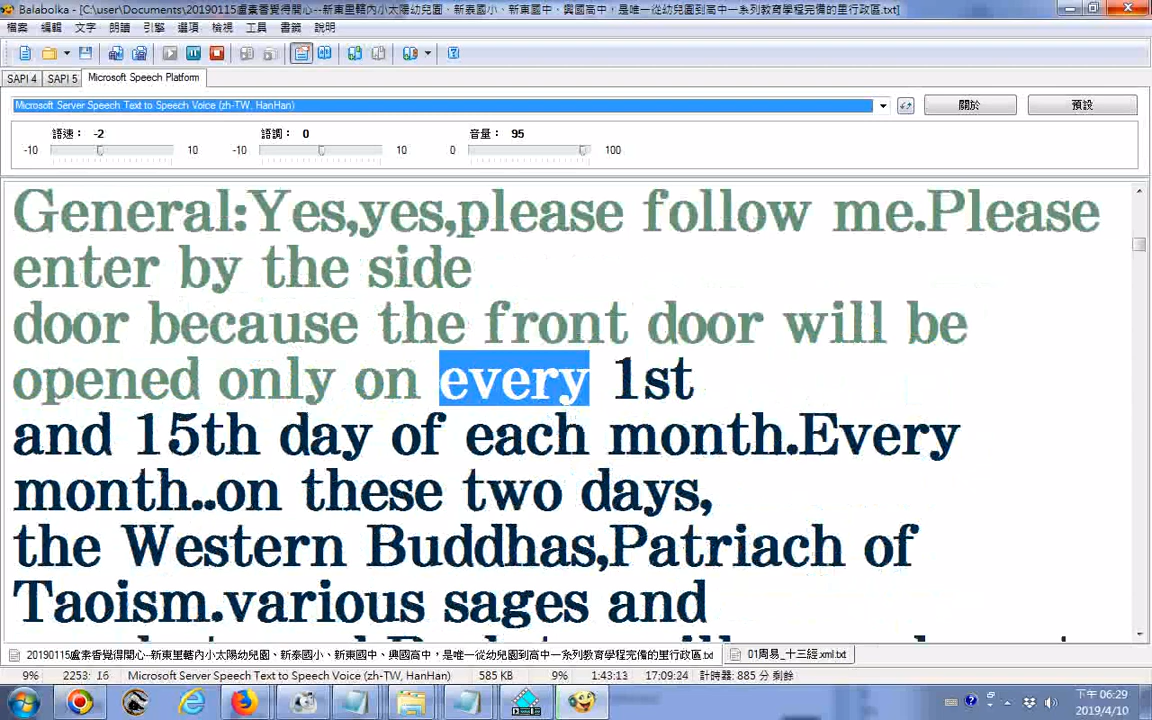 Balabolka - [C:\user\Documents\20190115盧素香覺得開心--新東里轄內小太陽幼兒園、新泰國小、新東國中、興國高中，是唯一從幼兒園到高中一系列教育學程完備的里行政區.txt]
檔案 編輯 文字 朗讀 引擎 選項 檢視 工具 書籤 說明
SAPI 4 SAPI 5 Microsoft Speech Platform
Microsoft Server Speech Text to Speech Voice (zh-TW, HanHan) 關於 預設
語速： -2 語調： 0 音量： 95
-10 10 -10 10 0 100
General:Yes,yes,please follow me.Please
enter by the side
door because the front door will be
opened only on every 1st
and 15th day of each month.Every
month..on these two days,
the Western Buddhas,Patriach of
Taoism.various sages and
20190115盧素香覺得開心--新東里轄內小太陽幼兒園、新泰國小、新東國中、興國高中，是唯一從幼兒園到高中一系列教育學程完備的里行政區.txt 01周易_十三經.xml.txt
9% 2253: 16 Microsoft Server Speech Text to Speech Voice (zh-TW, HanHan) 585 KB 9% 1:43:13 17:09:24 計時器: 885 分 剩餘
下午 06:29
2019/4/10